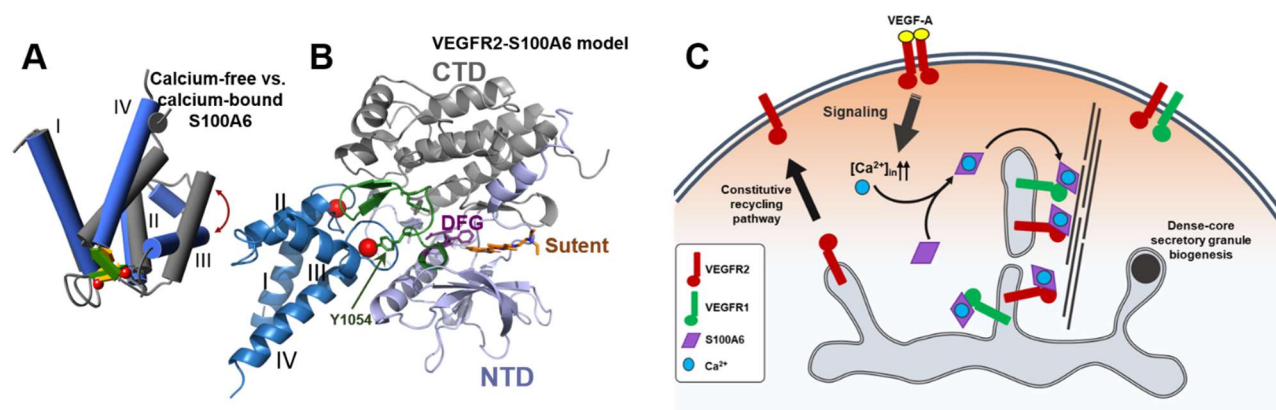 A
Calcium-free vs.
calcium-bound
S100A6
I
IV
II
III
B
VEGFR2-S100A6 model
CTD
II
DFG
Sutent
I
III
Y1054
IV
NTD
C
VEGF-A
Signaling
[Ca²⁺]in⇈
Constitutive
recycling
pathway
Dense-core
secretory granule
biogenesis
VEGFR2
VEGFR1
S100A6
Ca²⁺